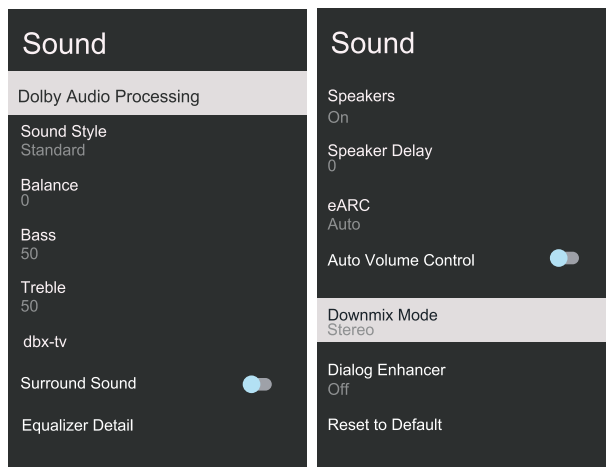 Sound
Dolby Audio Processing
Sound Style
Standard
Balance
0
Bass
50
Treble
50
dbx-tv
Surround Sound
Equalizer Detail
Sound
Speakers
On
Speaker Delay
0
eARC
Auto
Auto Volume Control
Downmix Mode
Stereo
Dialog Enhancer
Off
Reset to Default